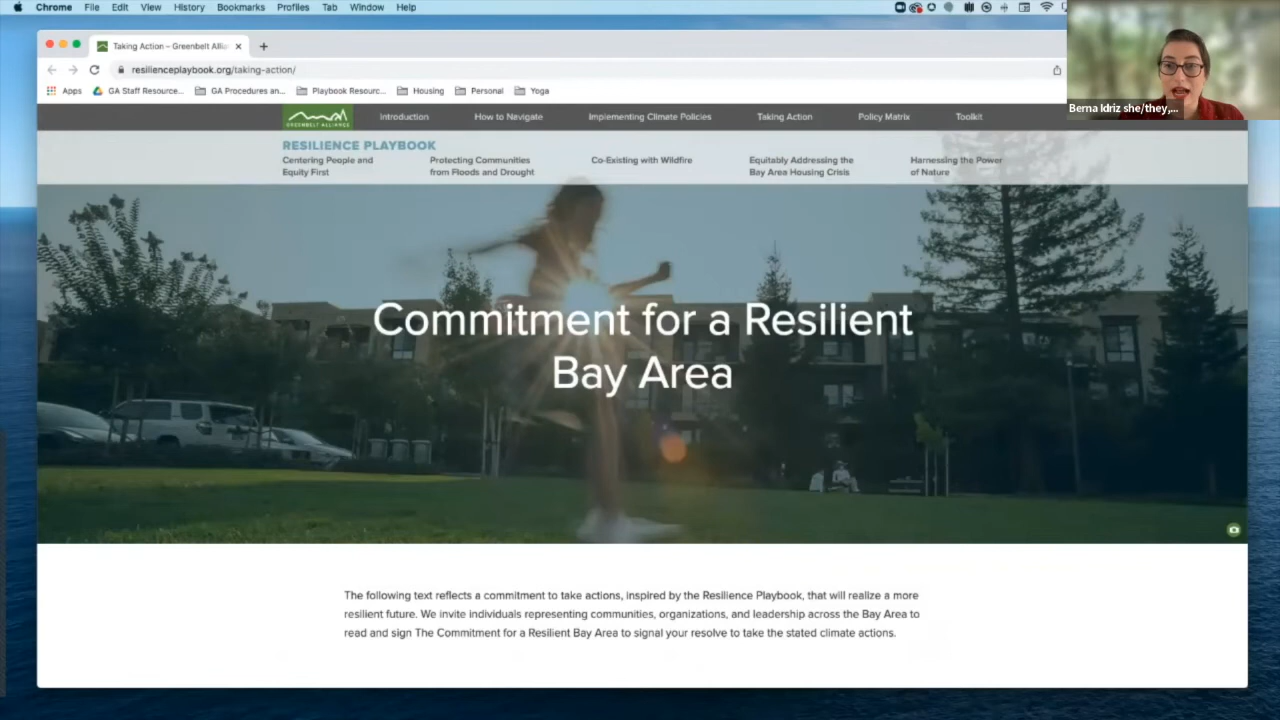 Chrome File Edit View History Bookmarks Profiles Tab Window Help
Taking Action – Greenbelt Allia
resilienceplaybook.org/taking-action/
Apps GA Staff Resource... GA Procedures an... Playbook Resourc... Housing Personal Yoga
Berna Idriz she/they,...
GREENBELT ALLIANCE
Introduction How to Navigate Implementing Climate Policies Taking Action Policy Matrix Toolkit
RESILIENCE PLAYBOOK
Centering People and
Equity First
Protecting Communities
from Floods and Drought
Co-Existing with Wildfire
Equitably Addressing the
Bay Area Housing Crisis
Harnessing the Power
of Nature
Commitment for a Resilient
Bay Area
The following text reflects a commitment to take actions, inspired by the Resilience Playbook, that will realize a more
resilient future. We invite individuals representing communities, organizations, and leadership across the Bay Area to
read and sign The Commitment for a Resilient Bay Area to signal your resolve to take the stated climate actions.